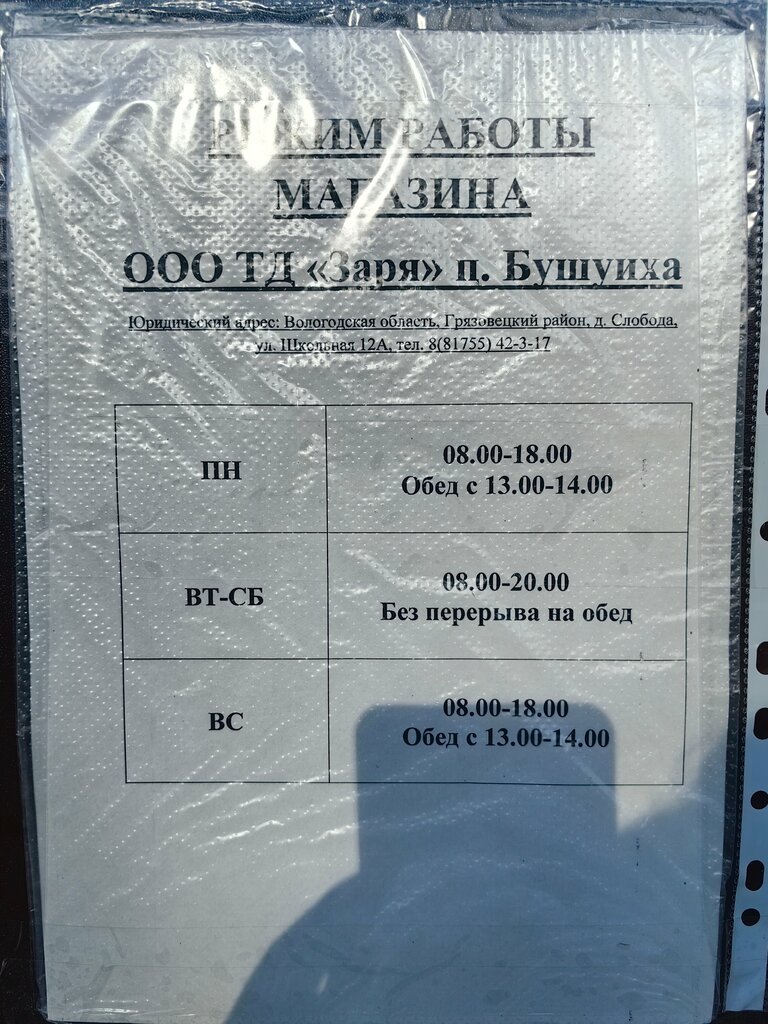 РЕЖИМ РАБОТЫ
МАГАЗИНА
ООО ТД «Заря» п. Бушуиха
Юридический адрес: Вологодская область, Грязовецкий район, д. Слобода,
ул. Школьная 12А, тел. 8(81755) 42-3-17
ПН
08.00-18.00
Обед с 13.00-14.00
ВТ-СБ
08.00-20.00
Без перерыва на обед
ВС
08.00-18.00
Обед с 13.00-14.00